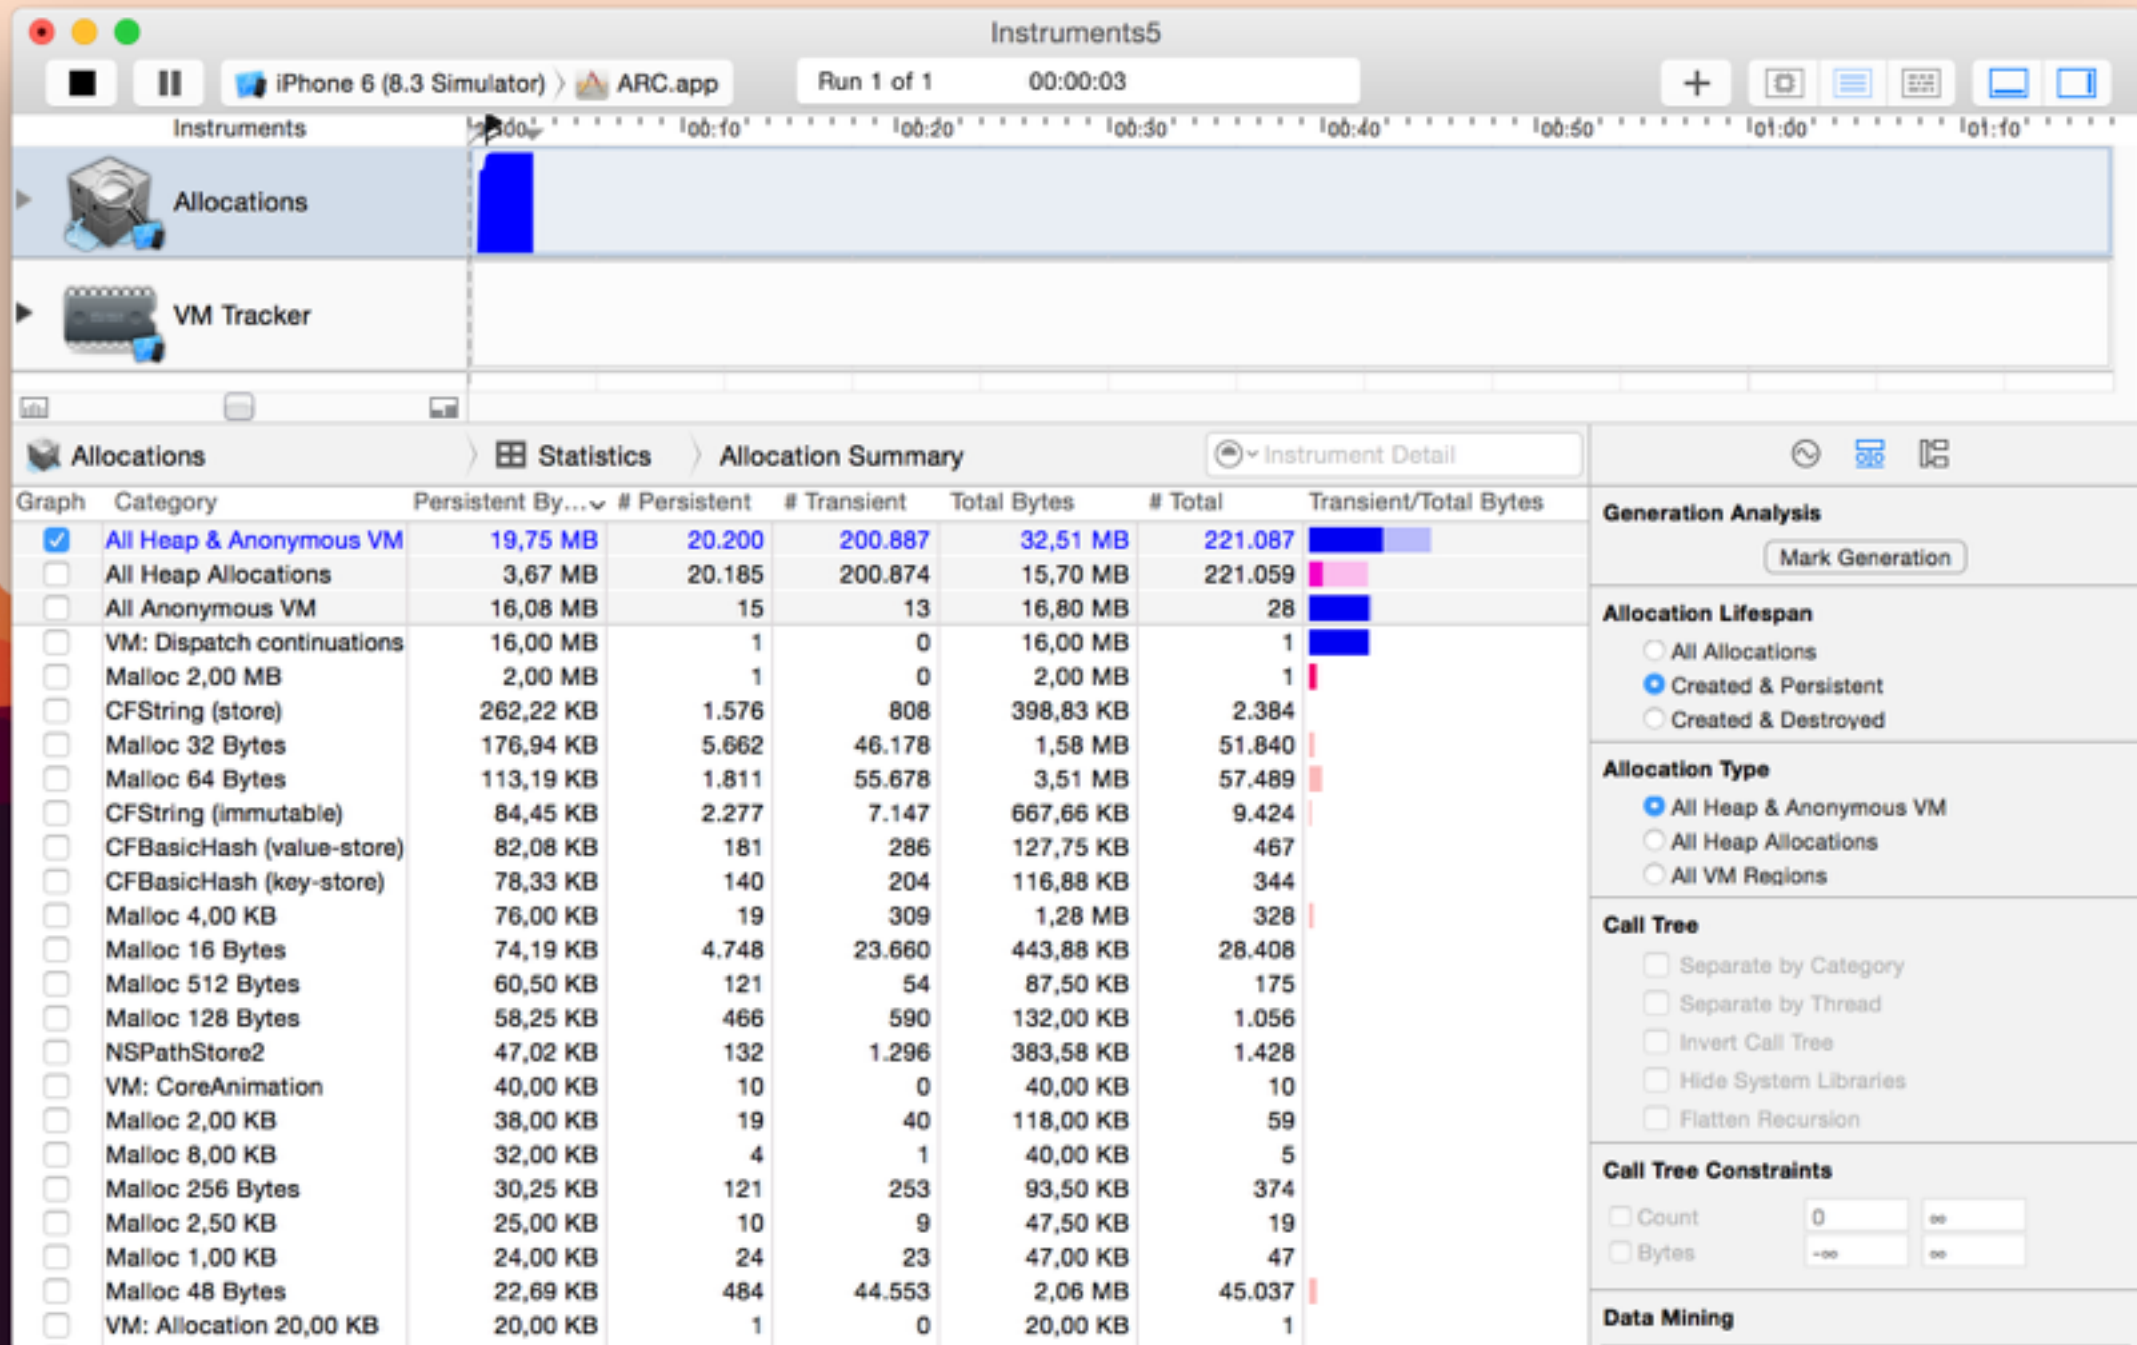 Instruments5
iPhone 6 (8.3 Simulator) ARC.app Run 1 of 1 00:00:03
Instruments 00:10 00:20 00:30 00:40 00:50 01:00 01:10
Allocations
VM Tracker
Allocations Statistics Allocation Summary Instrument Detail
Graph Category Persistent By... # Persistent # Transient Total Bytes # Total Transient/Total Bytes
All Heap & Anonymous VM 19,75 MB 20.200 200.887 32,51 MB 221.087
All Heap Allocations 3,67 MB 20.185 200.874 15,70 MB 221.059
All Anonymous VM 16,08 MB 15 13 16,80 MB 28
VM: Dispatch continuations 16,00 MB 1 0 16,00 MB 1
Malloc 2,00 MB 2,00 MB 1 0 2,00 MB 1
CFString (store) 262,22 KB 1.576 808 398,83 KB 2.384
Malloc 32 Bytes 176,94 KB 5.662 46.178 1,58 MB 51.840
Malloc 64 Bytes 113,19 KB 1.811 55.678 3,51 MB 57.489
CFString (immutable) 84,45 KB 2.277 7.147 667,66 KB 9.424
CFBasicHash (value-store) 82,08 KB 181 286 127,75 KB 467
CFBasicHash (key-store) 78,33 KB 140 204 116,88 KB 344
Malloc 4,00 KB 76,00 KB 19 309 1,28 MB 328
Malloc 16 Bytes 74,19 KB 4.748 23.660 443,88 KB 28.408
Malloc 512 Bytes 60,50 KB 121 54 87,50 KB 175
Malloc 128 Bytes 58,25 KB 466 590 132,00 KB 1.056
NSPathStore2 47,02 KB 132 1.296 383,58 KB 1.428
VM: CoreAnimation 40,00 KB 10 0 40,00 KB 10
Malloc 2,00 KB 38,00 KB 19 40 118,00 KB 59
Malloc 8,00 KB 32,00 KB 4 1 40,00 KB 5
Malloc 256 Bytes 30,25 KB 121 253 93,50 KB 374
Malloc 2,50 KB 25,00 KB 10 9 47,50 KB 19
Malloc 1,00 KB 24,00 KB 24 23 47,00 KB 47
Malloc 48 Bytes 22,69 KB 484 44.553 2,06 MB 45.037
VM: Allocation 20,00 KB 20,00 KB 1 0 20,00 KB 1
Generation Analysis
Mark Generation
Allocation Lifespan
All Allocations
Created & Persistent
Created & Destroyed
Allocation Type
All Heap & Anonymous VM
All Heap Allocations
All VM Regions
Call Tree
Separate by Category
Separate by Thread
Invert Call Tree
Hide System Libraries
Flatten Recursion
Call Tree Constraints
Count 0 ∞
Bytes -∞ ∞
Data Mining